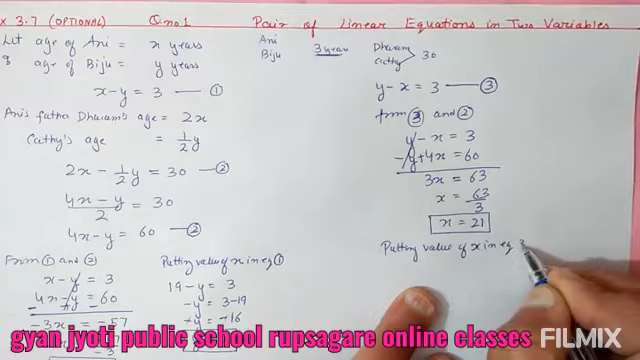 x 3.7 (OPTIONAL) Q.no 1 Pair of Linear Equations in Two Variables
Let age of Ani = x years
& age of Biju = y years
x - y = 3 —— ①
Ani's father Dharam's age = 2x
Cathy's age = 1/2 y
2x - 1/2 y = 30 —— ②
4x - y / 2 = 30
4x - y = 60 —— ②
From ① and ②
x - y = 3
4x - y = 60
-3x = -57
-3
Putting value of x in eq ①
19 - y = 3
-y = 3-19
-16
Ani
Biju 3 years
Dharam
Cathy 30
y - x = 3 —— ③
from ③ and ②
y - x = 3
-y + 4x = 60
3x = 63
x = 63/3
x = 21
Putting value of x in eq 3
gyan jyoti public school rupsagare online classes
FILMIX